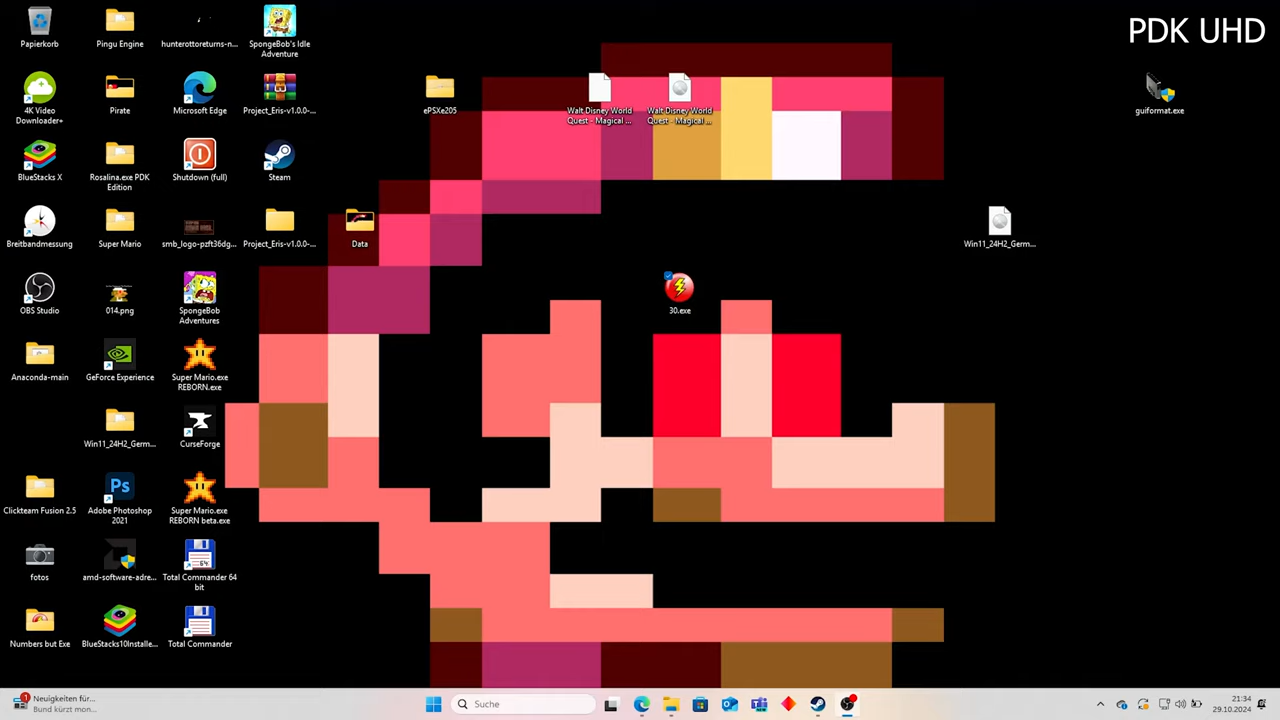 PDK UHD
Papierkorb
Pingu Engine
hunterottoreturns-n...
SpongeBob's Idle
Adventure
4K Video
Downloader+
Pirate
Microsoft Edge
Project_Eris-v1.0.0-...
ePSXe205
Walt Disney World
Quest - Magical ...
Walt Disney World
Quest - Magical ...
guiformat.exe
BlueStacks X
Rosalina.exe PDK
Edition
Shutdown (full)
Steam
Breitbandmessung
Super Mario
smb_logo-pzft36dg...
Project_Eris-v1.0.0-...
Data
Win11_24H2_Germ...
OBS Studio
014.png
SpongeBob
Adventures
30.exe
Anaconda-main
GeForce Experience
Super Mario.exe
REBORN.exe
Win11_24H2_Germ...
CurseForge
Clickteam Fusion 2.5
Ps
Adobe Photoshop
2021
Super Mario.exe
REBORN beta.exe
fotos
amd-software-adre...
64
Total Commander 64
bit
Numbers but Exe
BlueStacks10Installe...
Total Commander
1
Neuigkeiten für...
Bund kürzt mon...
Suche
21:34
29.10.2024